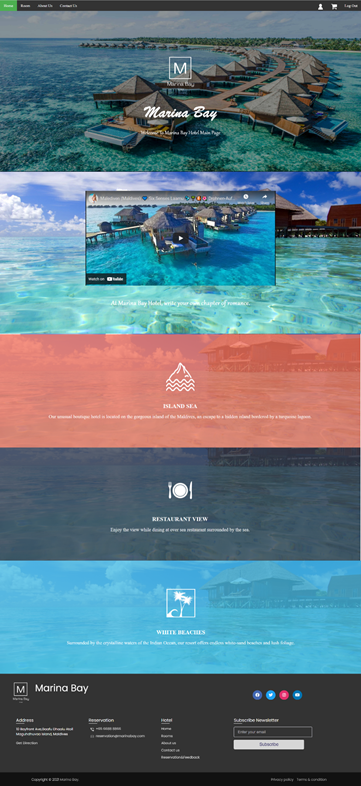 Home Room About Us Contact Us Log Out
M
Marina Bay
Marina Bay
Welcome to Marina Bay Hotel Main Page
Watch on YouTube
At Marina Bay Hotel, write your own chapter of romance.
ISLAND SEA
Our seasonal boutique hotel is located on the gorgeous island of the Maldives, an escape to a hidden island bordered by a turquoise lagoon.
RESTAURANT VIEW
Enjoy the view while dining at over sea restaurant surrounded by the sea.
WHITE BEACHES
Surrounded by the crystalline waters of the Indian Ocean, our resort offers endless white-sand beaches and lush foliage.
M
Marina Bay
Marina Bay
Address Reservation Hotel Subscribe Newsletter
+65 6688 8888 Home
Enter your email
reservation@marinabay.com Rooms
Get Direction About us
Subscribe
Contact us
Reservations/Feedback
Copyright © 2021 Marina Bay. Privacy policy Terms & condition